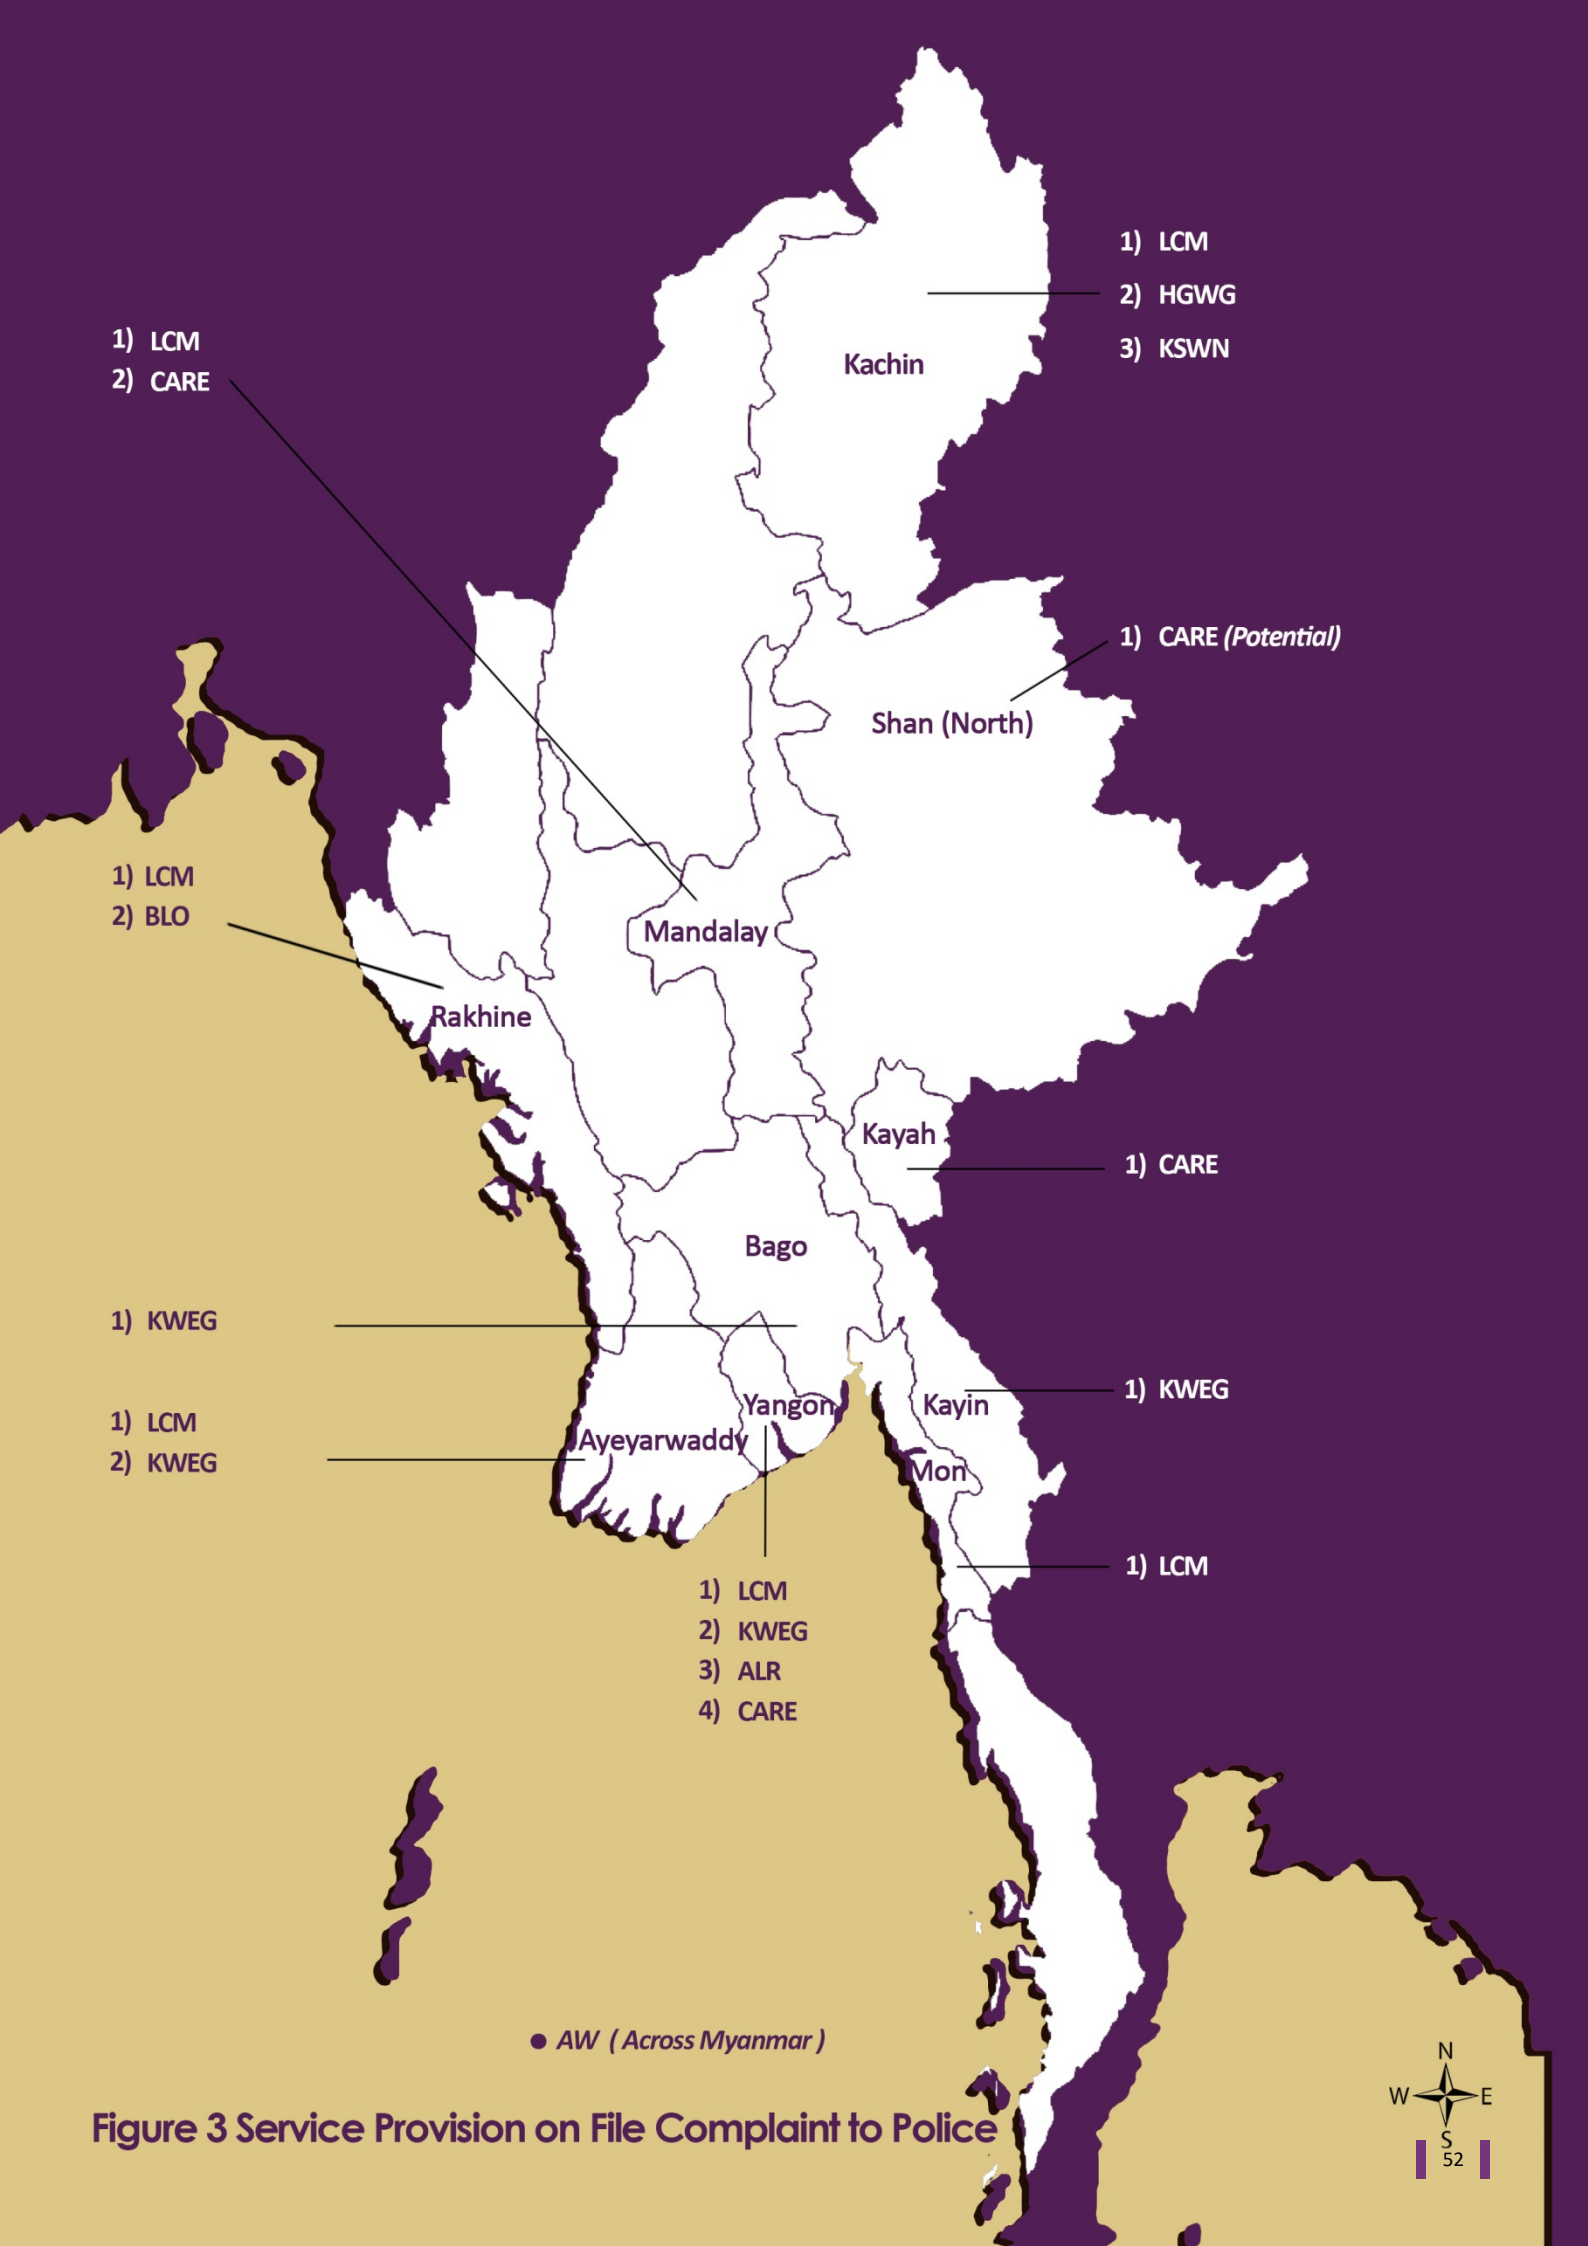 1) LCM
2) HGWG
3) KSWN
1) LCM
2) CARE
Kachin
1) CARE (Potential)
Shan (North)
1) LCM
2) BLO
Mandalay
Rakhine
Kayah
1) CARE
Bago
1) KWEG
1) KWEG
Kayin
Yangon
1) LCM
2) KWEG
Ayeyarwaddy
Mon
1) LCM
1) LCM
2) KWEG
3) ALR
4) CARE
● AW ( Across Myanmar )
Figure 3 Service Provision on File Complaint to Police
N
W E
S
52